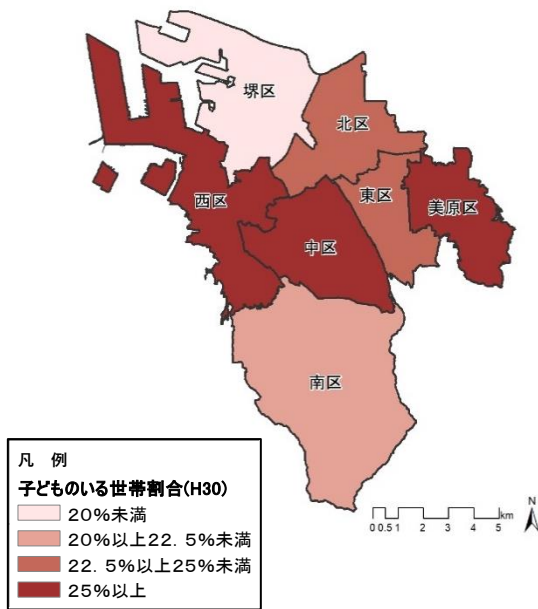 堺区
北区
東区
美原区
西区
中区
南区
凡 例
子どものいる世帯割合(H30)
20%未満
20%以上22.5%未満
22.5%以上25%未満
25%以上
N
km
0 0.5 1 2 3 4 5